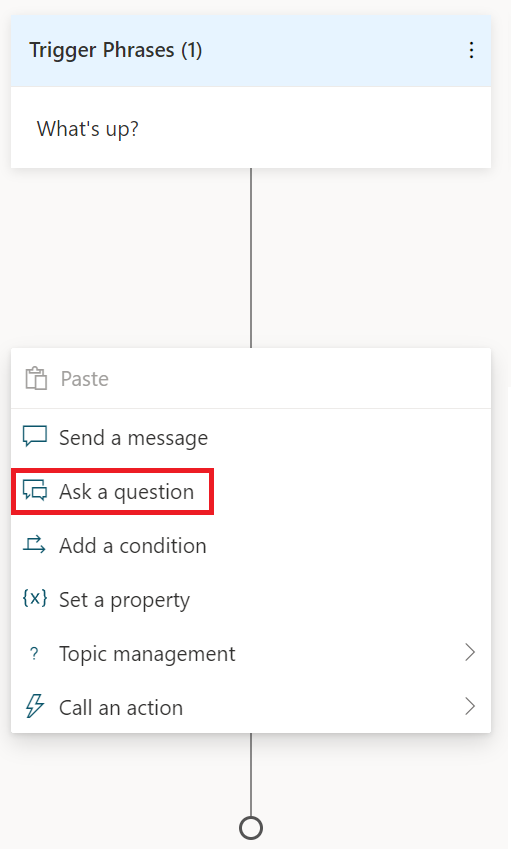 Trigger Phrases (1)
What's up?
Paste
Send a message
Ask a question
Add a condition
{x} Set a property
? Topic management
Call an action